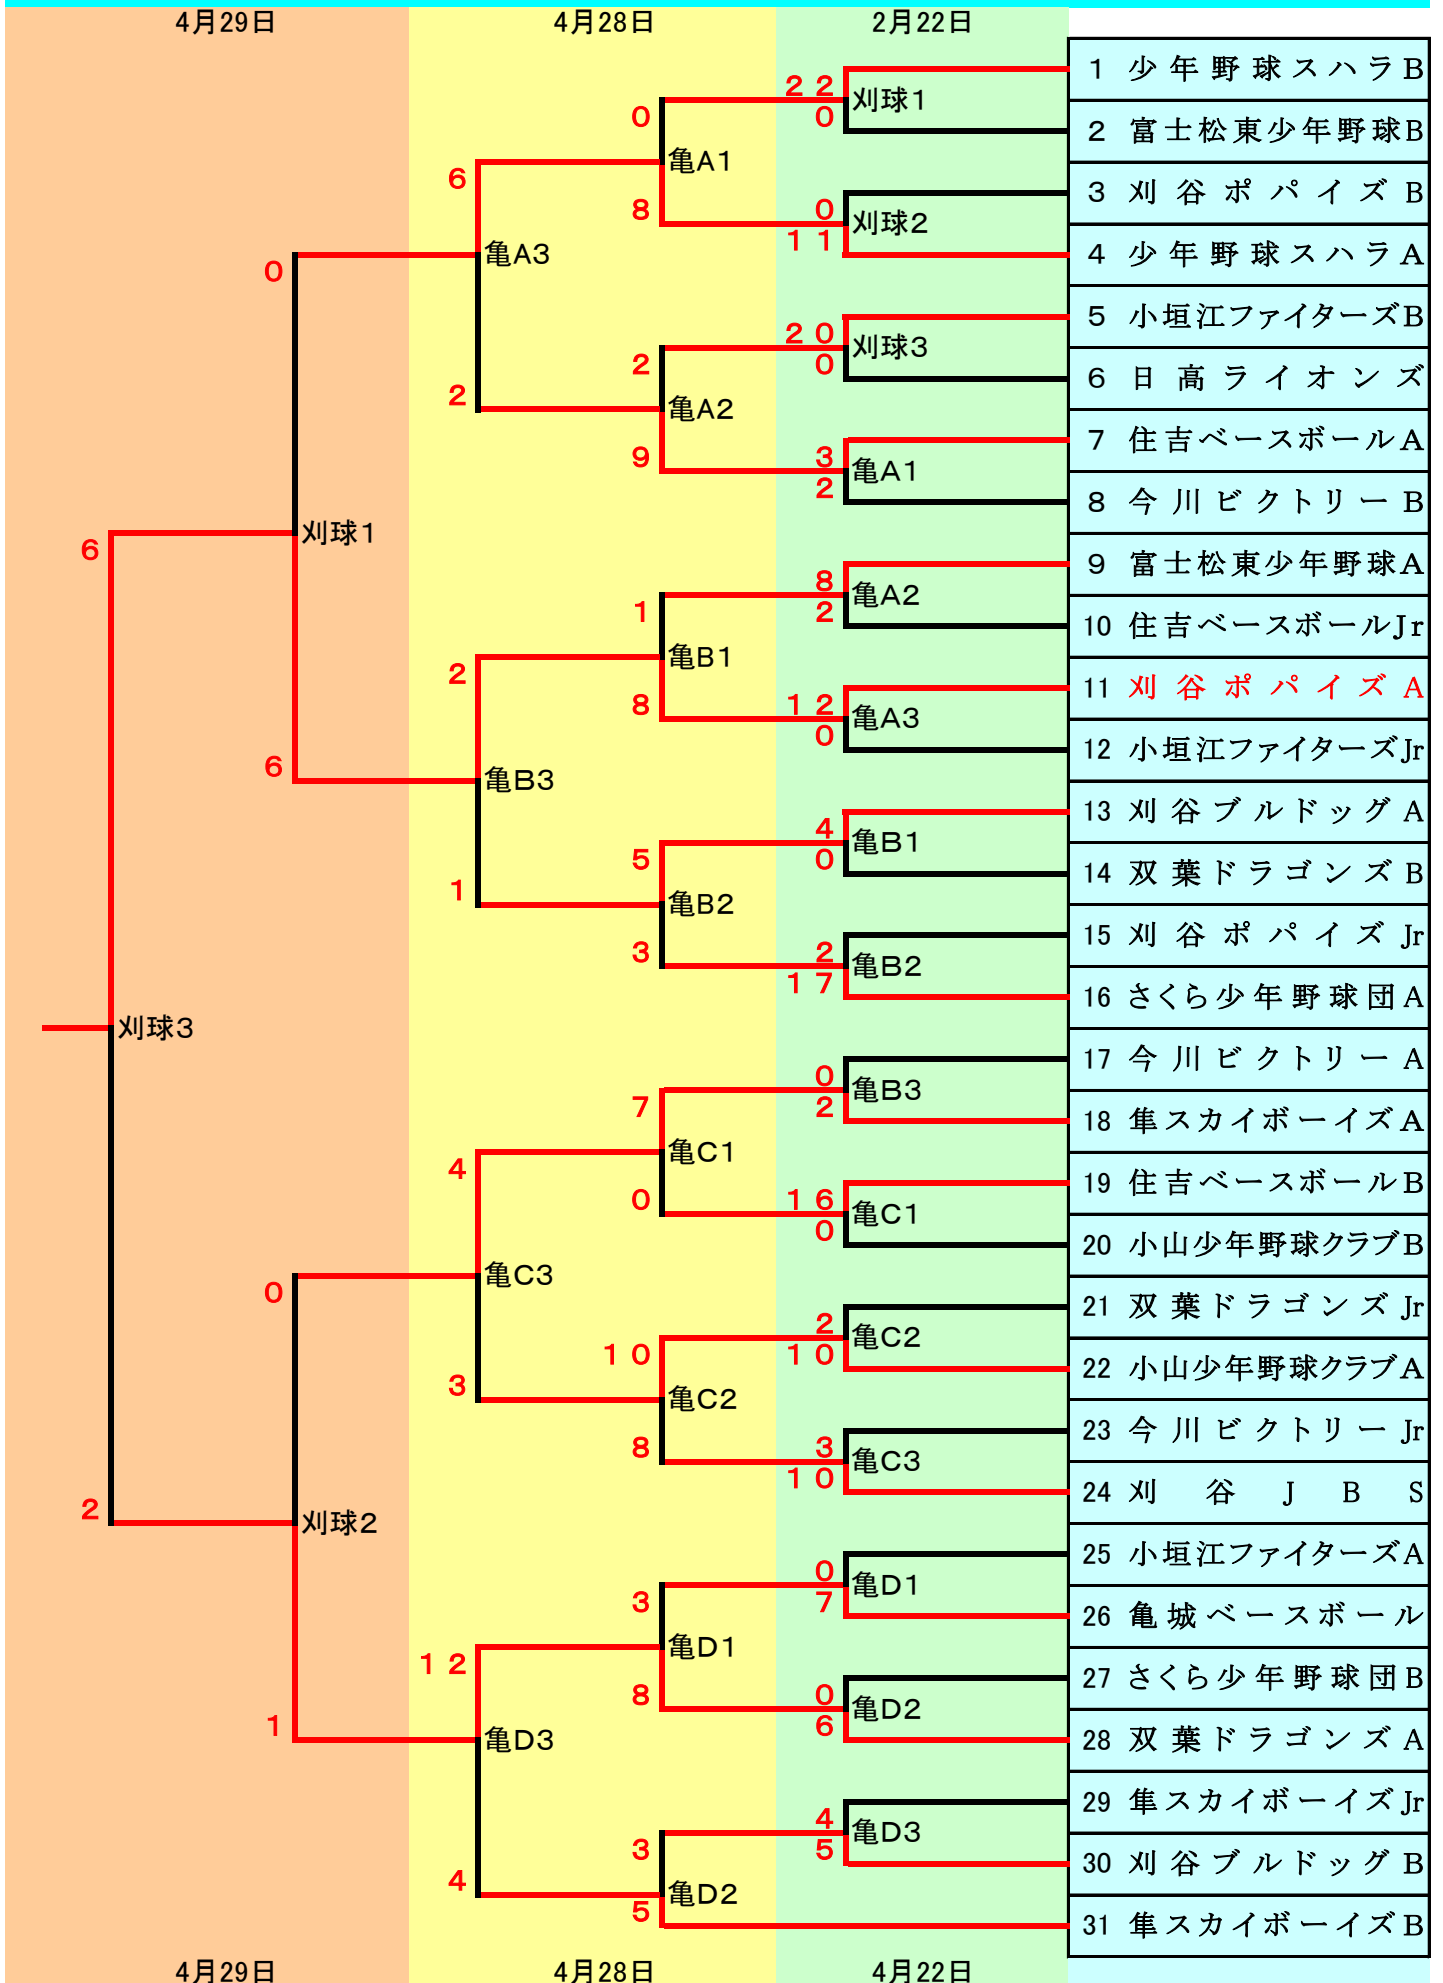 4月29日 4月28日 2月22日
1 少年野球スハラB
22
刈球1
0
0
2 富士松東少年野球B
亀A1
6
3 刈谷ポパイズB
8
0
刈球2
11
亀A3
4 少年野球スハラA
0
5 小垣江ファイターズB
20
刈球3
2
0
6 日高ライオンズ
2
亀A2
7 住吉ベースボールA
9
3
亀A1
2
8 今川ビクトリーB
刈球1
6
9 富士松東少年野球A
8
亀A2
1
2
10 住吉ベースボールJr
亀B1
2
11 刈谷ポパイズA
8
12
亀A3
0
12 小垣江ファイターズJr
6
亀B3
13 刈谷ブルドッグA
4
亀B1
5
0
14 双葉ドラゴンズB
1
亀B2
15 刈谷ポパイズJr
3
2
亀B2
17
16 さくら少年野球団A
刈球3
17 今川ビクトリーA
0
亀B3
7
2
18 隼スカイボーイズA
亀C1
4
19 住吉ベースボールB
0
16
亀C1
0
20 小山少年野球クラブB
亀C3
0
21 双葉ドラゴンズJr
2
亀C2
10
10
22 小山少年野球クラブA
3
亀C2
23 今川ビクトリーJr
8
3
亀C3
10
24 刈谷JBS
2
刈球2
25 小垣江ファイターズA
0
亀D1
3
7
26 亀城ベースボール
亀D1
12
27 さくら少年野球団B
8
0
亀D2
6
1
亀D3
28 双葉ドラゴンズA
29 隼スカイボーイズJr
4
亀D3
3
5
30 刈谷ブルドッグB
4
亀D2
5
31 隼スカイボーイズB
4月29日 4月28日 4月22日